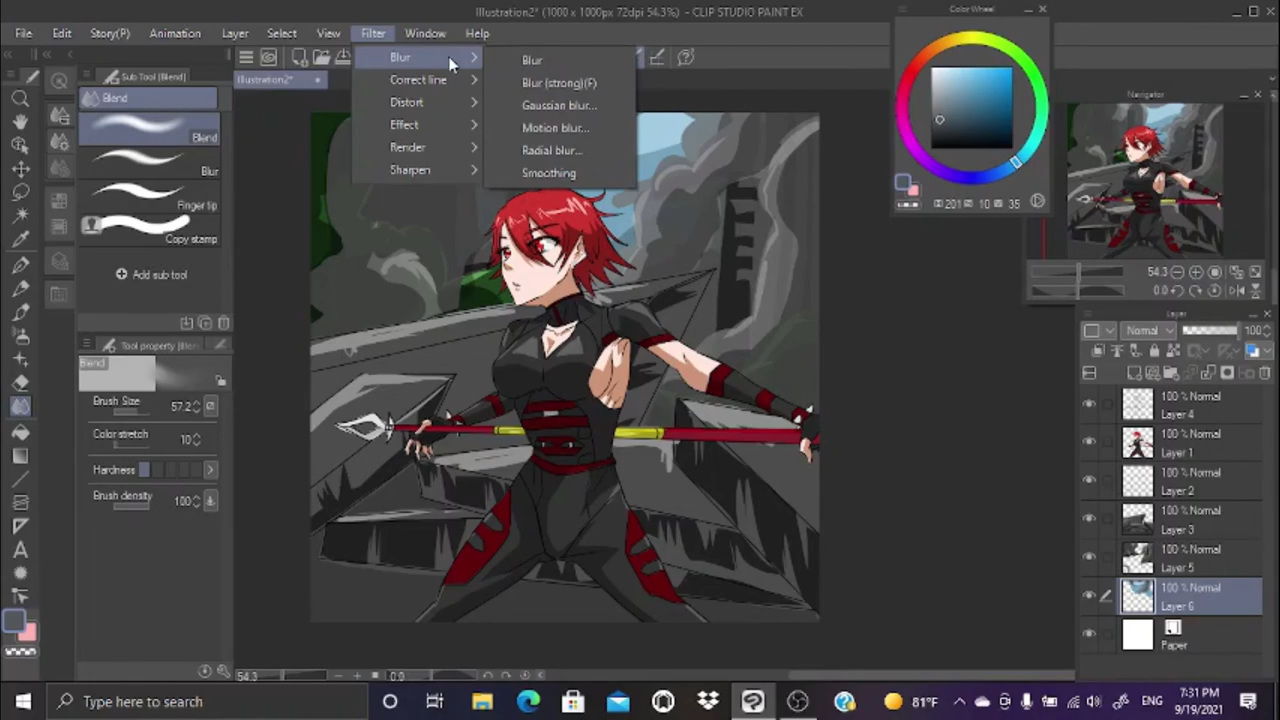 Illustration2* (1000 x 1000px 72dpi 54.3%) - CLIP STUDIO PAINT EX
File Edit Story(P) Animation Layer Select View Filter Window Help
Color Wheel
Sub Tool (Blend)
Illustration2*
Blend
Blend
Blur
Finger tip
Copy stamp
Add sub tool
Tool property (Blen
Blend
Brush Size 57.2
Color stretch 10
Hardness
Brush density 100
Blur
Correct line
Distort
Effect
Render
Sharpen
Blur
Blur (strong)(F)
Gaussian blur...
Motion blur...
Radial blur...
Smoothing
201 10 35
Navigator
54.3
0.0
Layer
Normal 100
100 % Normal
Layer 4
100 % Normal
Layer 1
100 % Normal
Layer 2
100 % Normal
Layer 3
100 % Normal
Layer 5
100 % Normal
Layer 6
Paper
54.3 0.0
Type here to search
81°F
ENG
7:31 PM
9/19/2021